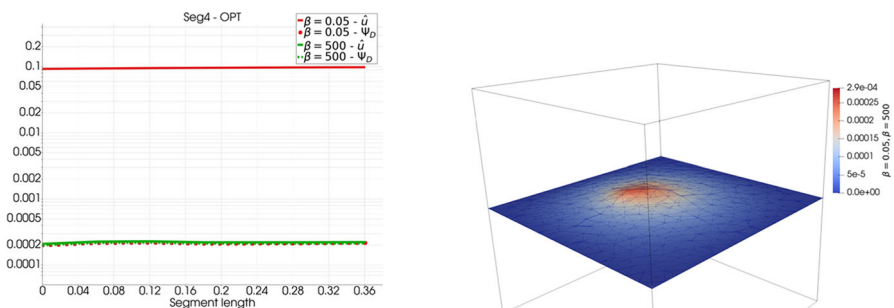 Seg4 - OPT
β = 0.05 - û
β = 0.05 - Ψ_D
β = 500 - û
β = 500 - Ψ_D
0.2
0.1
0.05
0.02
0.01
0.005
0.002
0.001
0.0005
0.0002
0.0001
0 0.04 0.08 0.12 0.16 0.20 0.24 0.28 0.32 0.36
Segment length
2.9e-04
0.00025
0.0002
0.00015
0.0001
5e-5
0.0e+00
β = 0.05, β = 500